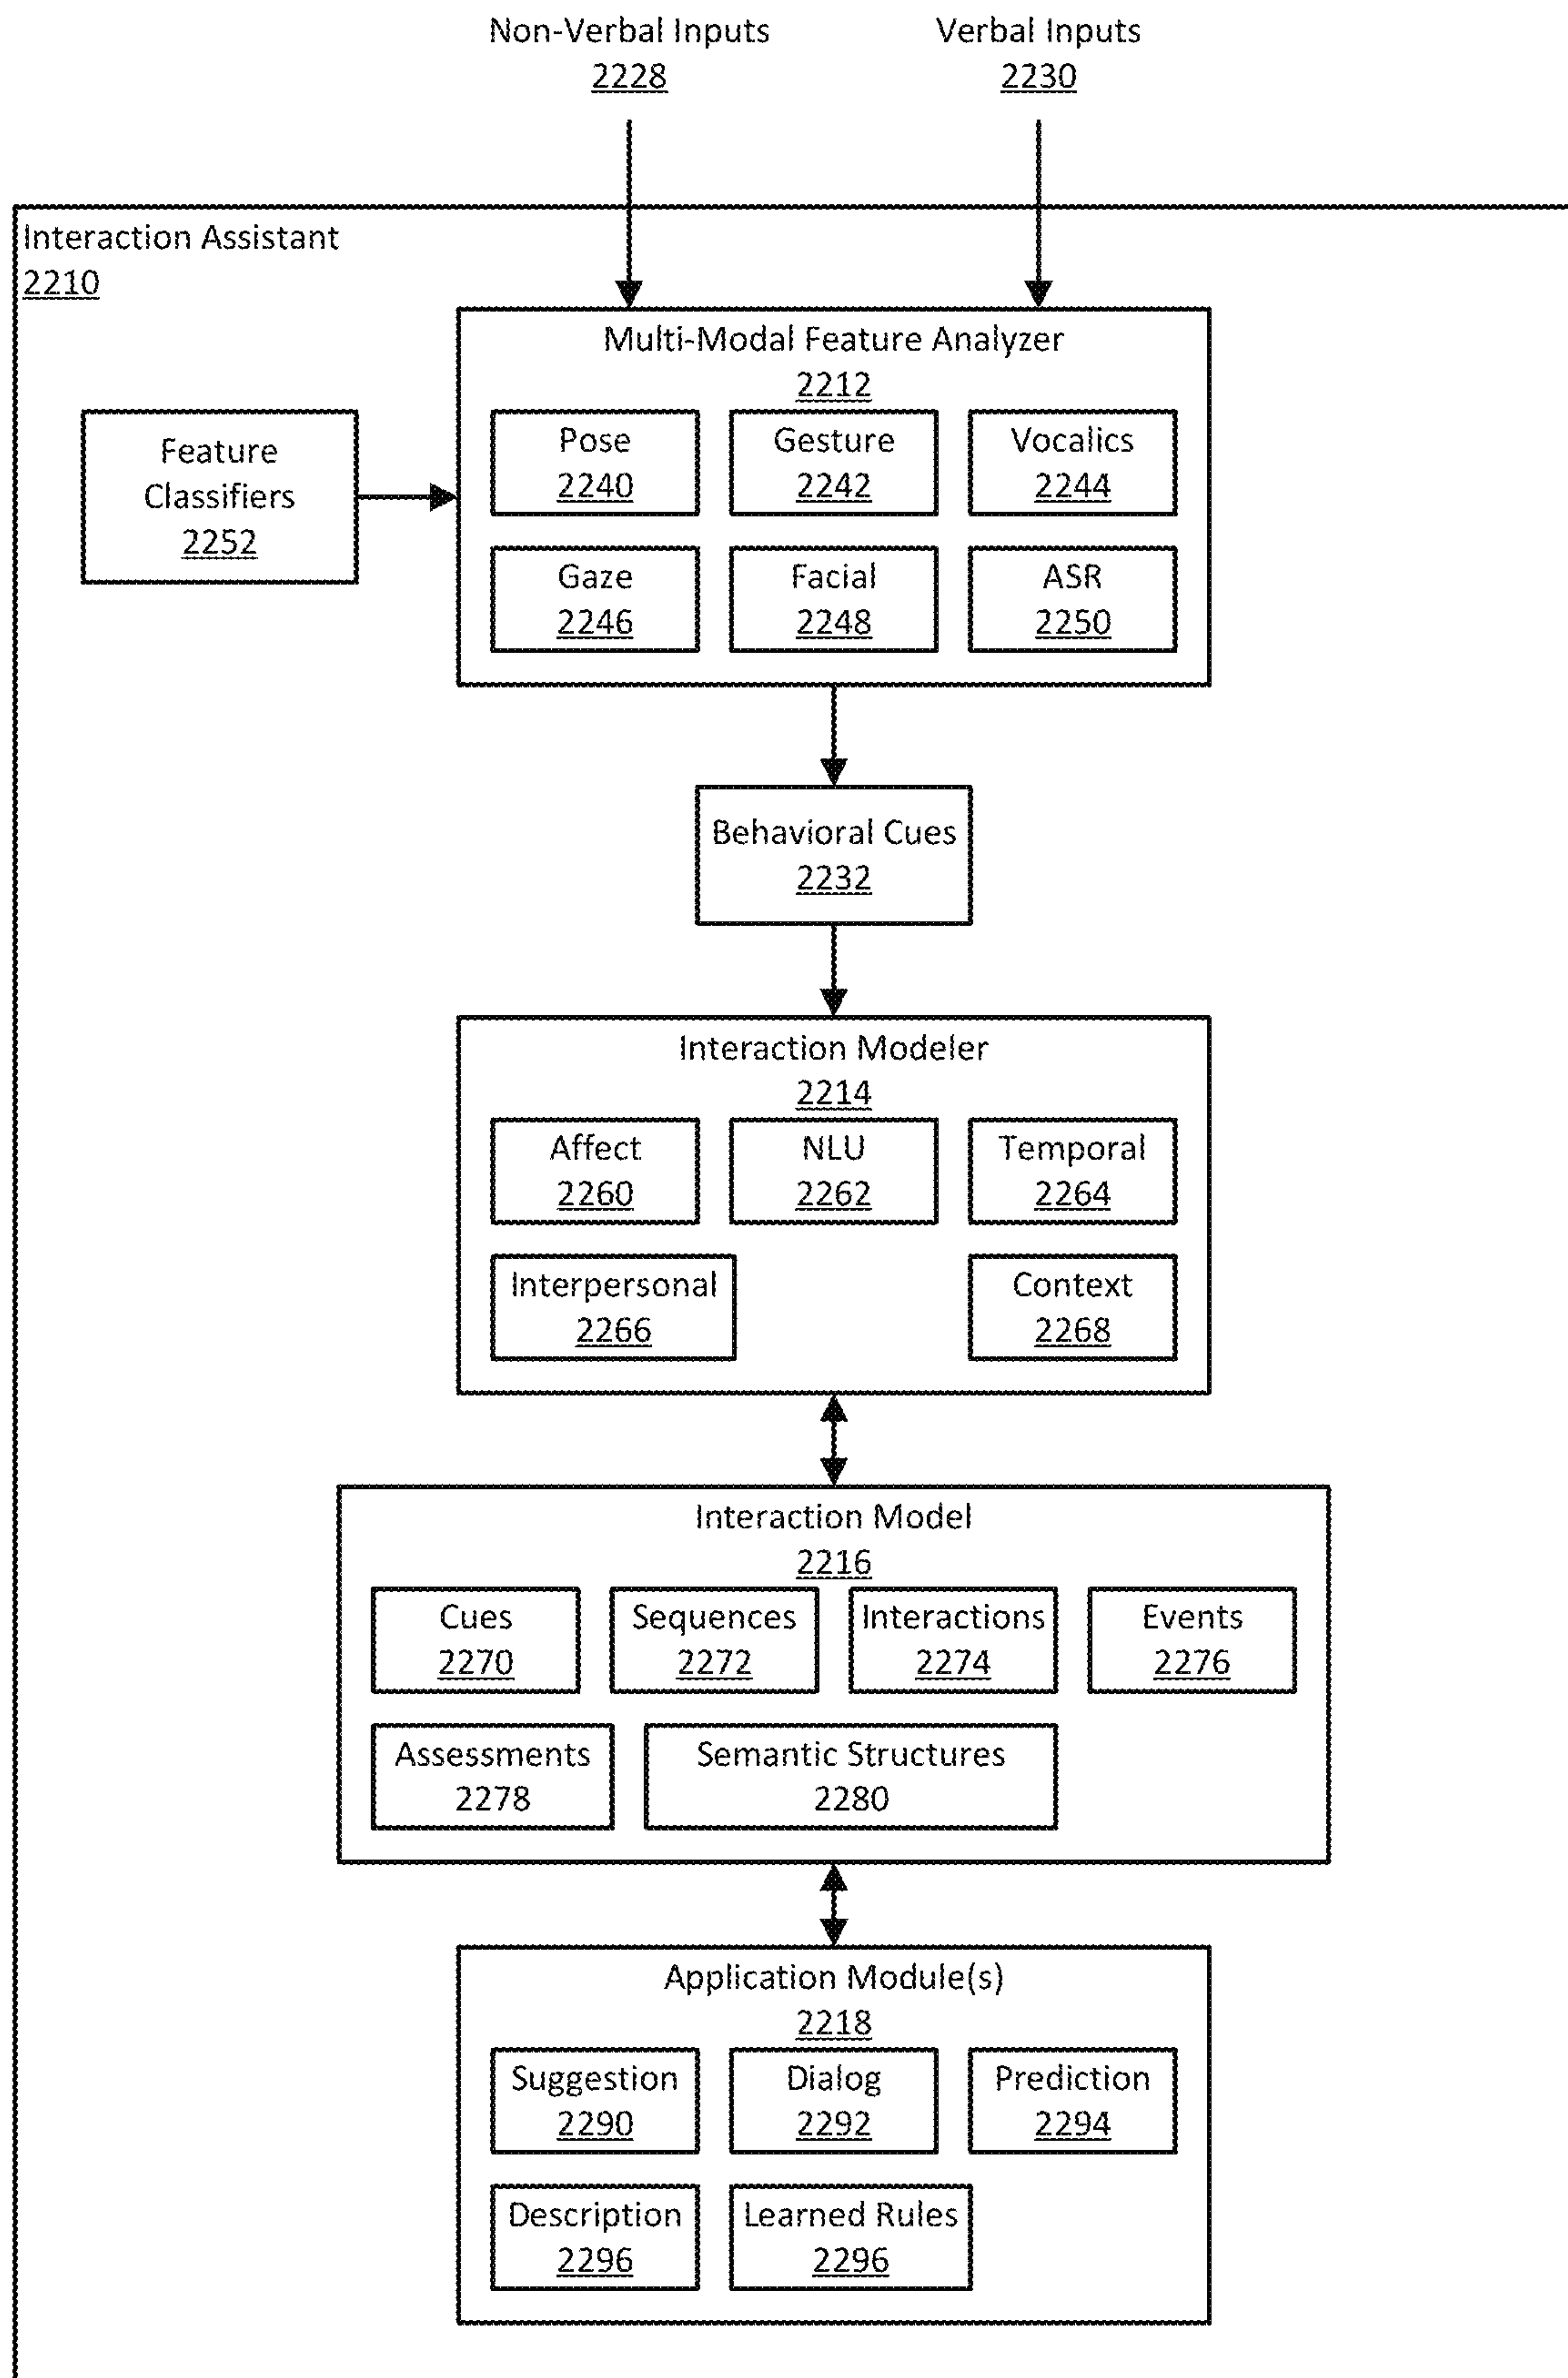 Non-Verbal Inputs
2228
Verbal Inputs
2230
Interaction Assistant
2210
Multi-Modal Feature Analyzer
2212
Feature
Classifiers
2252
Pose
2240
Gesture
2242
Vocalics
2244
Gaze
2246
Facial
2248
ASR
2250
Behavioral Cues
2232
Interaction Modeler
2214
Affect
2260
NLU
2262
Temporal
2264
Interpersonal
2266
Context
2268
Interaction Model
2216
Cues
2270
Sequences
2272
Interactions
2274
Events
2276
Assessments
2278
Semantic Structures
2280
Application Module(s)
2218
Suggestion
2290
Dialog
2292
Prediction
2294
Description
2296
Learned Rules
2296